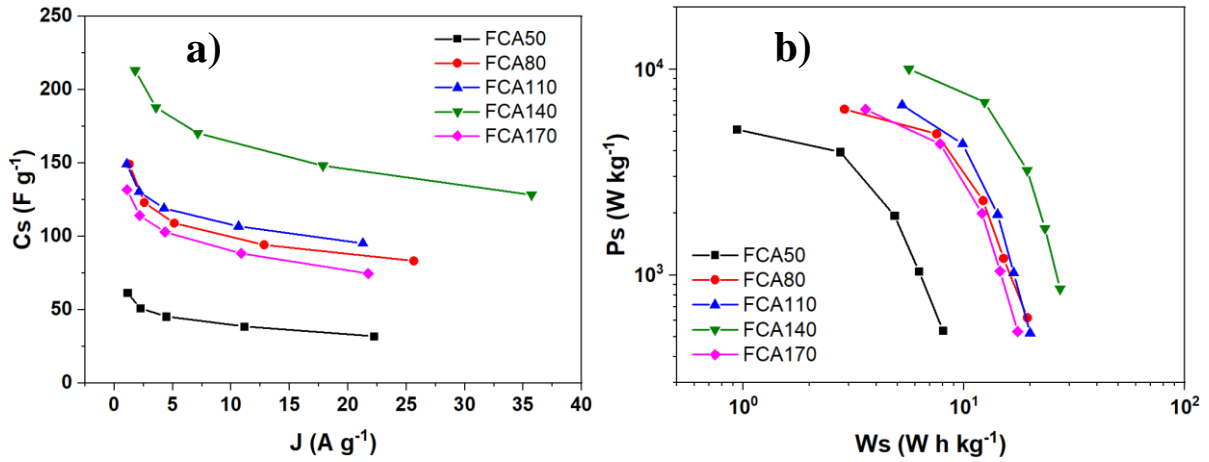 a)
FCA50
FCA80
FCA110
FCA140
FCA170
Cs (F g⁻¹)
250
200
150
100
50
0
0 5 10 15 20 25 30 35 40
J (A g⁻¹)
b)
FCA50
FCA80
FCA110
FCA140
FCA170
Ps (W kg⁻¹)
10⁴
10³
10⁰ 10¹ 10²
Ws (W h kg⁻¹)